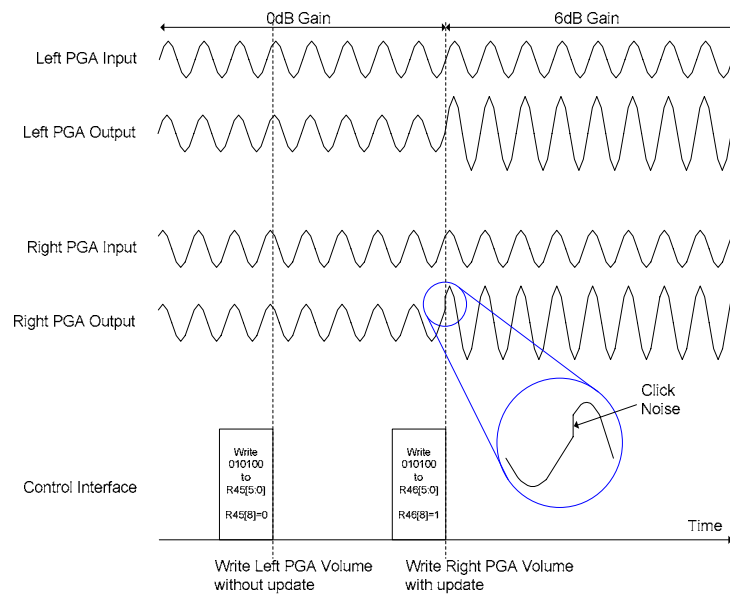 0dB Gain
6dB Gain
Left PGA Input
Left PGA Output
Right PGA Input
Right PGA Output
Click
Noise
Write
010100
to
R45[5:0]
R45[8]=0
Write
010100
to
R46[5:0]
R46[8]=1
Control Interface
Time
Write Left PGA Volume
without update
Write Right PGA Volume
with update